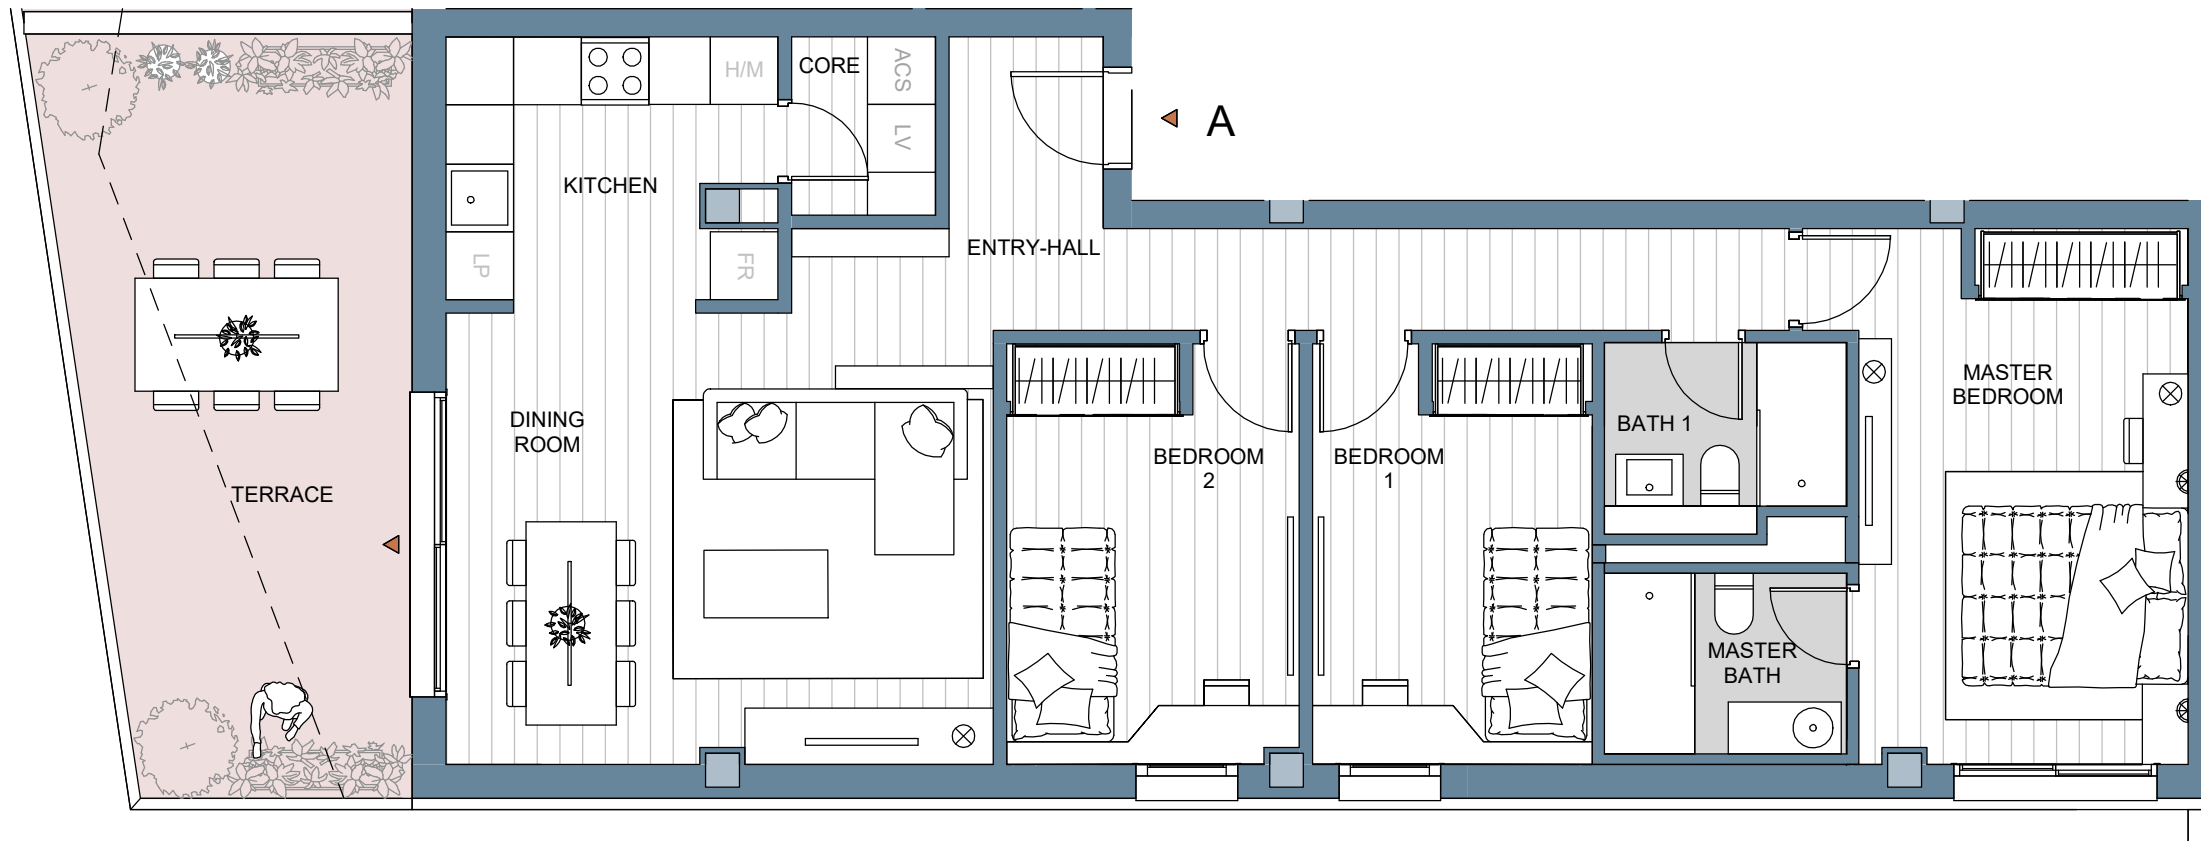 H/M
CORE
ACS
LV
A
KITCHEN
ENTRY-HALL
LP
FR
MASTER
BEDROOM
DINING
ROOM
BATH 1
BEDROOM
2
BEDROOM
1
TERRACE
MASTER
BATH